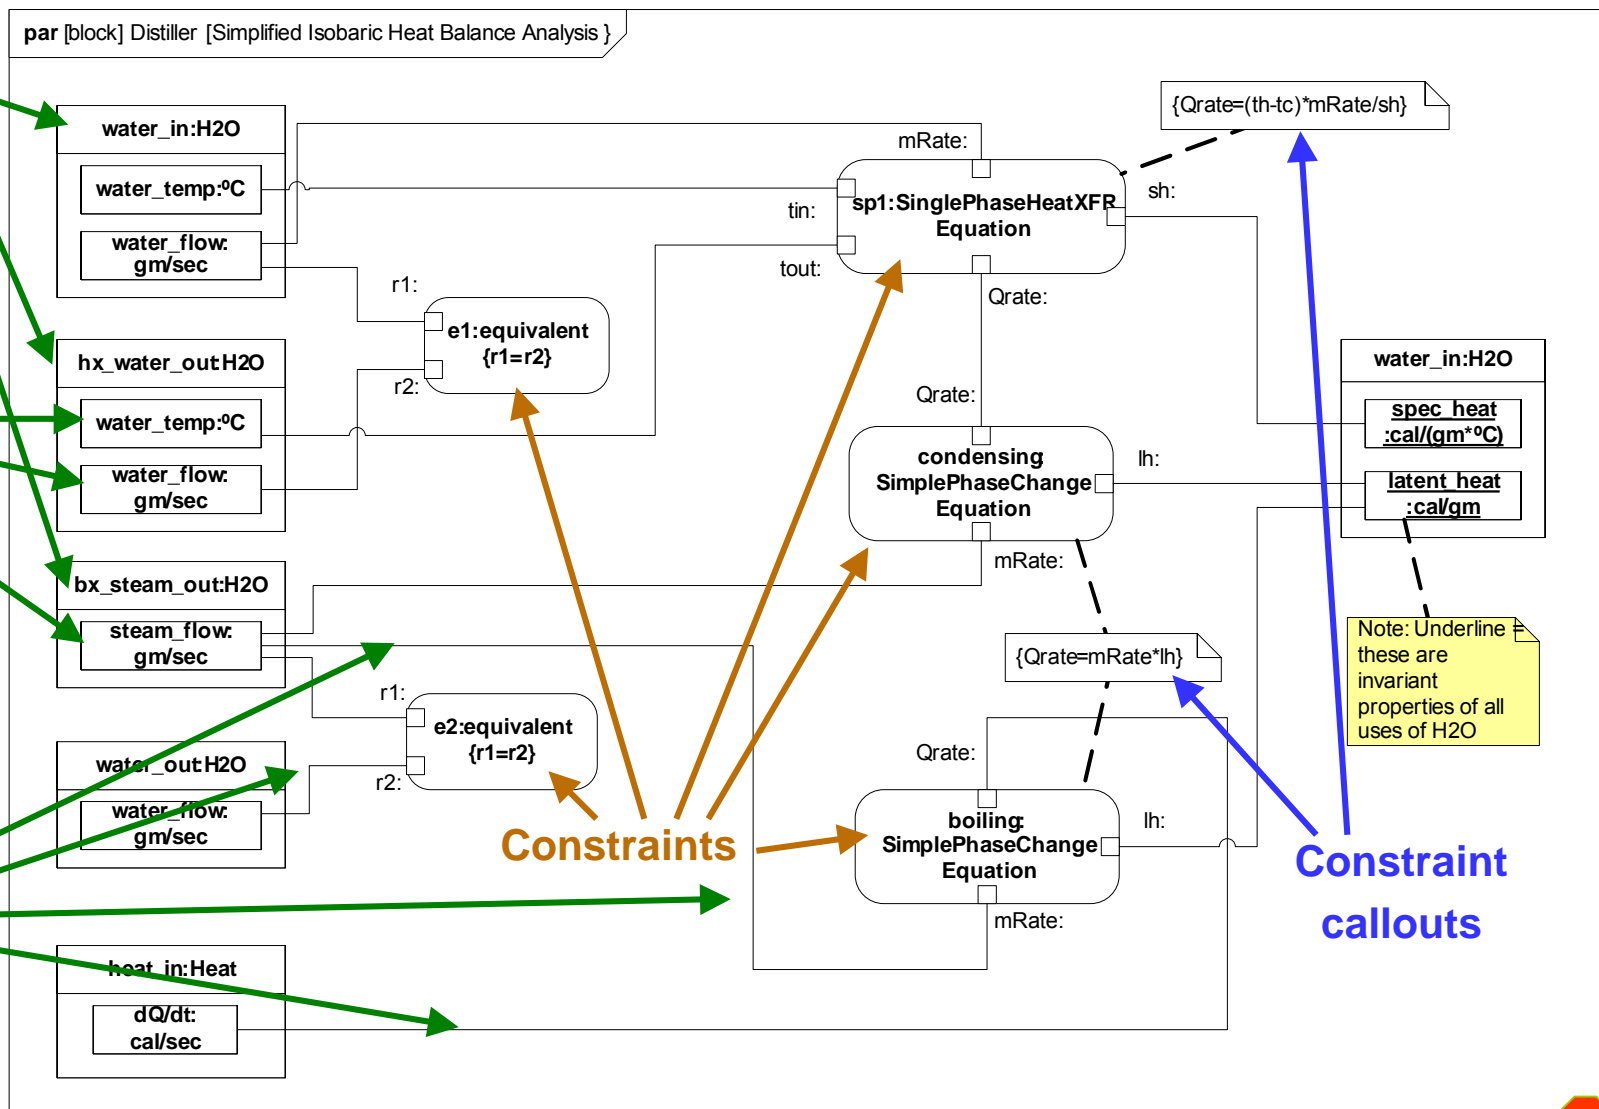 par [block] Distiller [Simplified Isobaric Heat Balance Analysis }
{Qrate=(th-tc)*mRate/sh}
water_in:H2O
water_temp:ºC
water_flow:
gm/sec
mRate:
sp1:SinglePhaseHeatXFR
Equation
tin:
tout:
sh:
Qrate:
r1:
e1:equivalent
{r1=r2}
r2:
hx_water_out:H2O
water_temp:ºC
water_flow:
gm/sec
Qrate:
condensing:
SimplePhaseChange
Equation
lh:
mRate:
water_in:H2O
spec_heat
:cal/(gm*ºC)
latent_heat
:cal/gm
bx_steam_out:H2O
steam_flow:
gm/sec
{Qrate=mRate*lh}
Note: Underline =
these are
invariant
properties of all
uses of H2O
r1:
e2:equivalent
{r1=r2}
r2:
water_out:H2O
water_flow:
gm/sec
Qrate:
boiling:
SimplePhaseChange
Equation
lh:
mRate:
Constraints
Constraint
callouts
heat_in:Heat
dQ/dt:
cal/sec